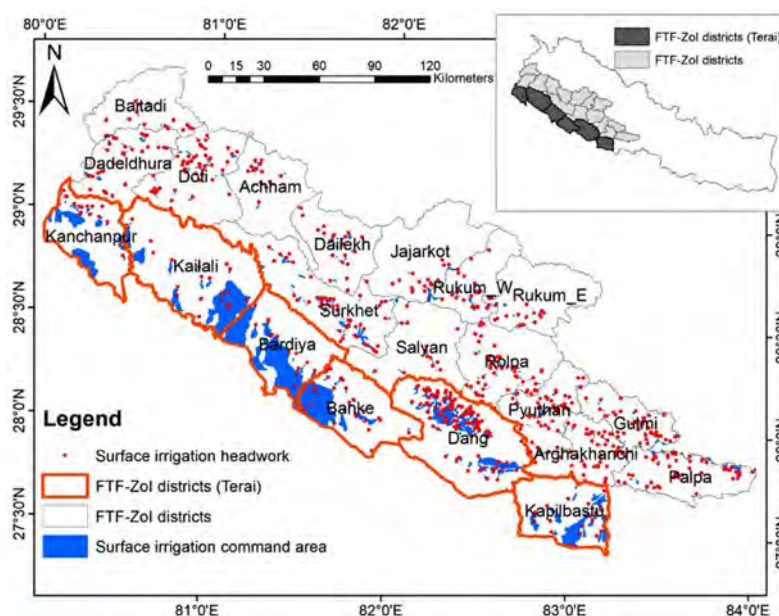 80°0'E
81°0'E
82°0'E
N
0 15 30 60 90 120
Kilometers
FTF-ZoI districts (Terai)
FTF-ZoI districts
29°30'N
29°0'N
28°30'N
28°0'N
27°30'N
Baitadi
Dadeldhura
Doti
Achham
Kanchanpur
Kailali
Dailekh
Jajarkot
Rukum_W
Rukum_E
Surkhet
Bardiya
Salyan
Rolpa
Bahke
Dang
Pyuthan
Gulmi
Arghakhanchi
Palpa
Kapilbastu
Legend
Surface irrigation headwork
FTF-ZoI districts (Terai)
FTF-ZoI districts
Surface irrigation command area
81°0'E
82°0'E
83°0'E
84°0'E